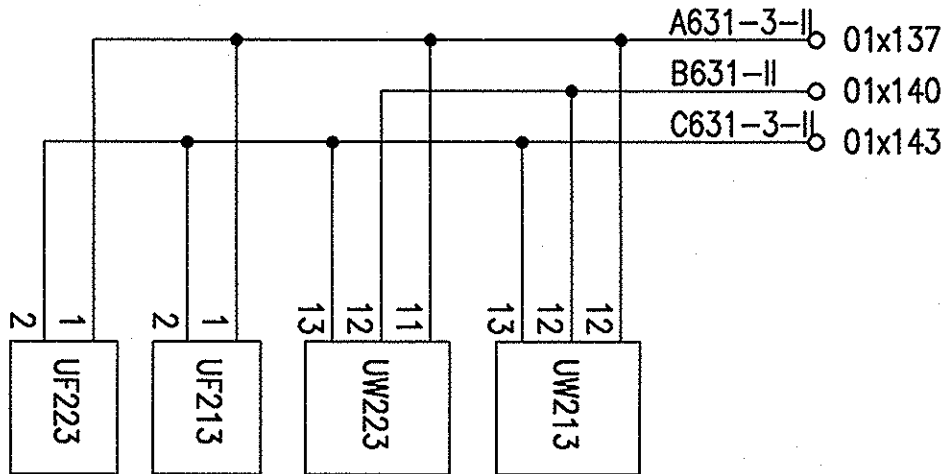 A631-3-II 01x137
B631-II 01x140
C631-3-II 01x143
2 1 2 1 13 12 11 13 12 12
UF223 UF213 UW223 UW213